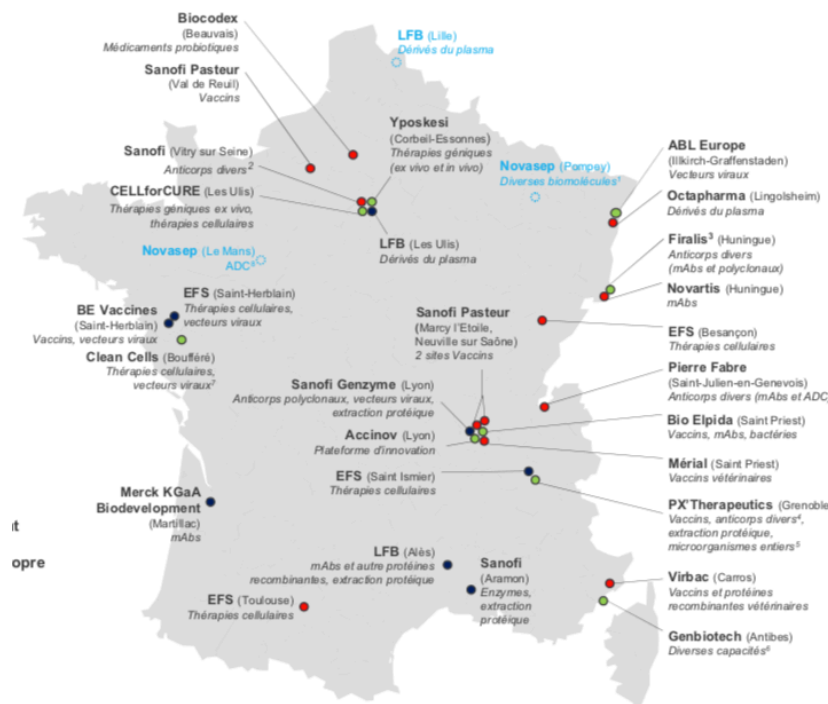 Biocodex
(Beauvais)
Médicaments probiotiques
LFB (Lille)
Dérivés du plasma
Sanofi Pasteur
(Val de Reuil)
Vaccins
Yposkesi
(Corbeil-Essonnes)
Thérapies géniques
(ex vivo et in vivo)
Sanofi (Vitry sur Seine)
Anticorps divers²
CELLforCURE (Les Ulis)
Thérapies géniques ex vivo,
thérapies cellulaires
LFB (Les Ulis)
Dérivés du plasma
Novasep (Pompey)
Diverses biomolécules¹
ABL Europe
(Illkirch-Graffenstaden)
Vecteurs viraux
Octapharma (Lingolsheim)
Dérivés du plasma
Firalis³ (Huningue)
Anticorps divers
(mAbs et polyclonaux)
Novartis (Huningue)
mAbs
EFS (Besançon)
Thérapies cellulaires
Novasep (Le Mans)
EFS (Saint-Herblain)
Thérapies cellulaires,
vecteurs viraux
BE Vaccines
(Saint-Herblain)
Vaccins, vecteurs viraux
Clean Cells (Boufféré)
Thérapies cellulaires,
vecteurs viraux⁷
Sanofi Pasteur
(Marcy l'Etoile,
Neuville sur Saône)
2 sites Vaccins
Sanofi Genzyme (Lyon)
Anticorps polyclonaux, vecteurs viraux,
extraction protéique
Accinov (Lyon)
Plateforme d'innovation
Pierre Fabre
(Saint-Julien-en-Genevois)
Anticorps divers (mAbs et ADC
Bio Elpida (Saint Priest)
Vaccins, mAbs, bactéries
Mérial (Saint Priest)
Vaccins vétérinaires
EFS (Saint Ismier)
Thérapies cellulaires
PX'Therapeutics (Grenoble
Vaccins, anticorps divers⁴,
extraction protéique,
microorganismes entiers⁵
Merck KGaA
Biodevelopment
(Martillac)
mAbs
LFB (Alès)
mAbs et autre protéines
recombinantes, extraction protéique
Sanofi
(Aramon)
Enzymes,
extraction
protéique
EFS (Toulouse)
Thérapies cellulaires
Virbac (Carros)
Vaccins et protéines
recombinantes vétérinaires
Genbiotech (Antibes)
Diverses capacités⁶
opre